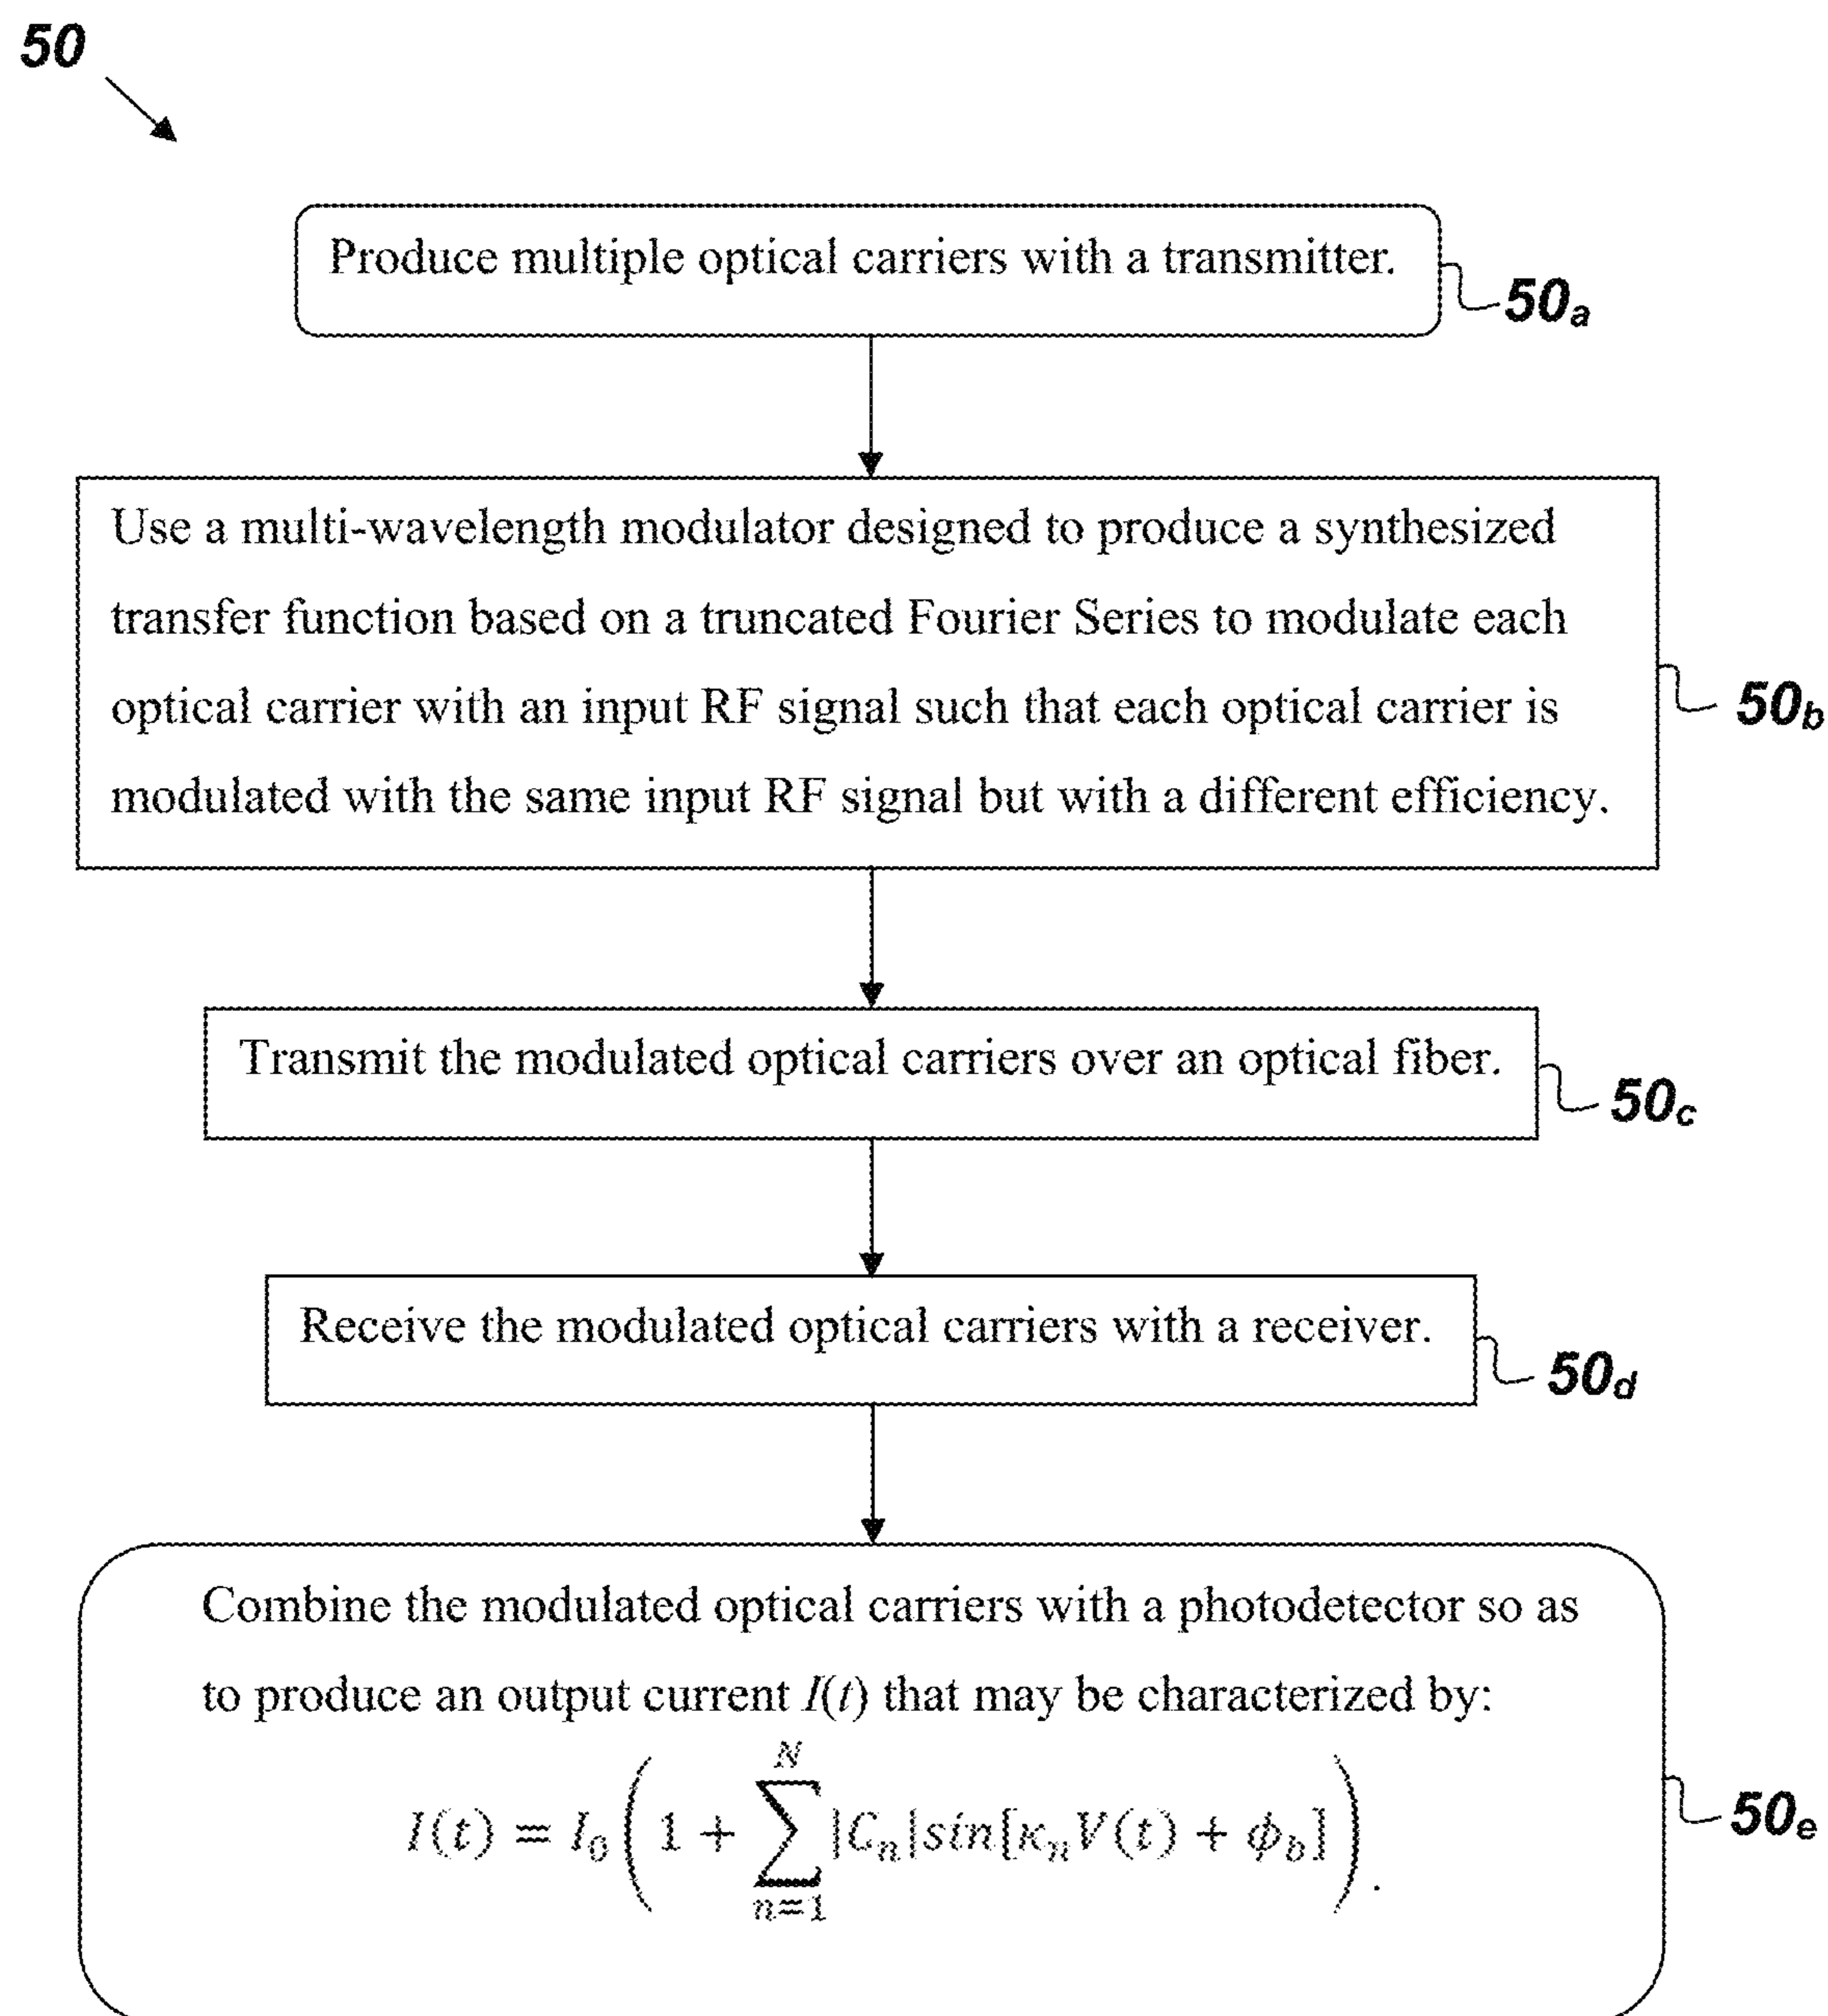 50
Produce multiple optical carriers with a transmitter.
50a
Use a multi-wavelength modulator designed to produce a synthesized
transfer function based on a truncated Fourier Series to modulate each
optical carrier with an input RF signal such that each optical carrier is
modulated with the same input RF signal but with a different efficiency.
50b
Transmit the modulated optical carriers over an optical fiber.
50c
Receive the modulated optical carriers with a receiver.
50d
Combine the modulated optical carriers with a photodetector so as
to produce an output current I(t) that may be characterized by:
I(t) = I₀(1 + ∑_{n=1}^{N} |Cₙ|sin[κₙV(t) + ϕ_b]).
50e